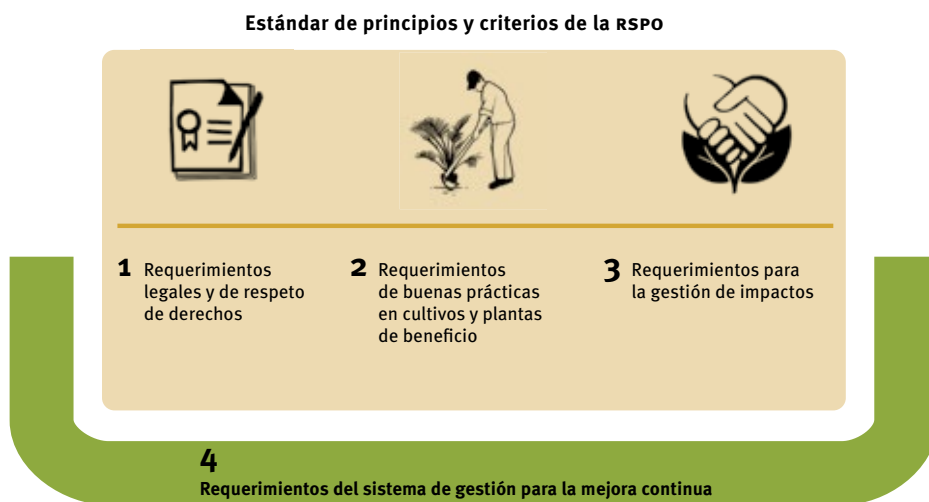 Estándar de principios y criterios de la RSPO
1 Requerimientos
legales y de respeto
de derechos
2 Requerimientos
de buenas prácticas
en cultivos y plantas
de beneficio
3 Requerimientos para
la gestión de impactos
4
Requerimientos del sistema de gestión para la mejora continua